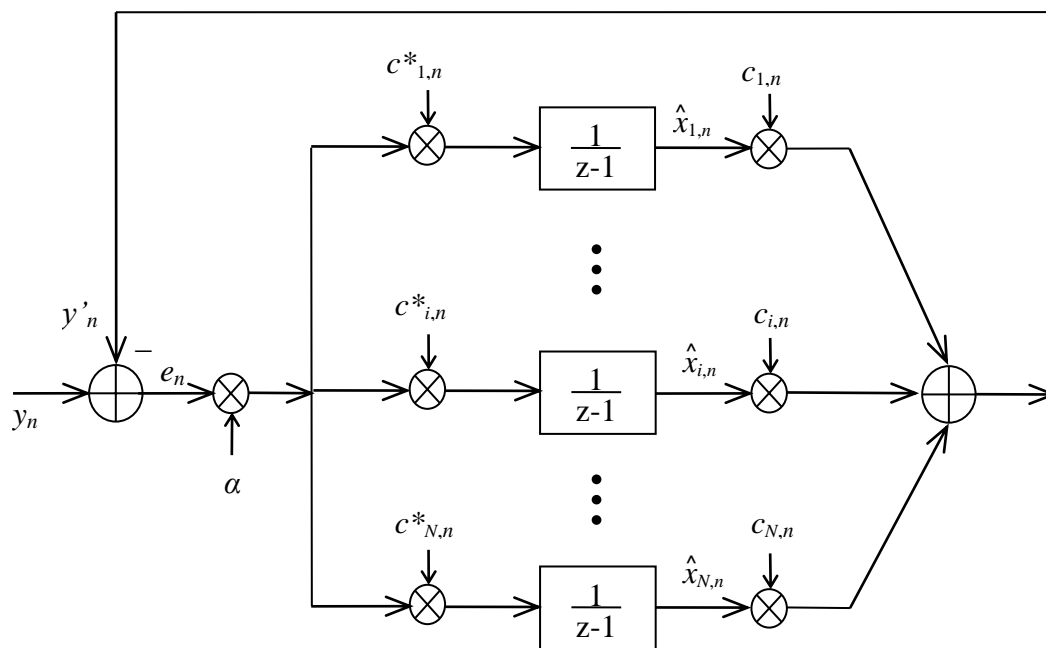 c*1,n
c1,n
1
z-1
x̂1,n
c*i,n
ci,n
y’n
–
en
1
z-1
x̂i,n
yn
α
c*N,n
cN,n
1
z-1
x̂N,n